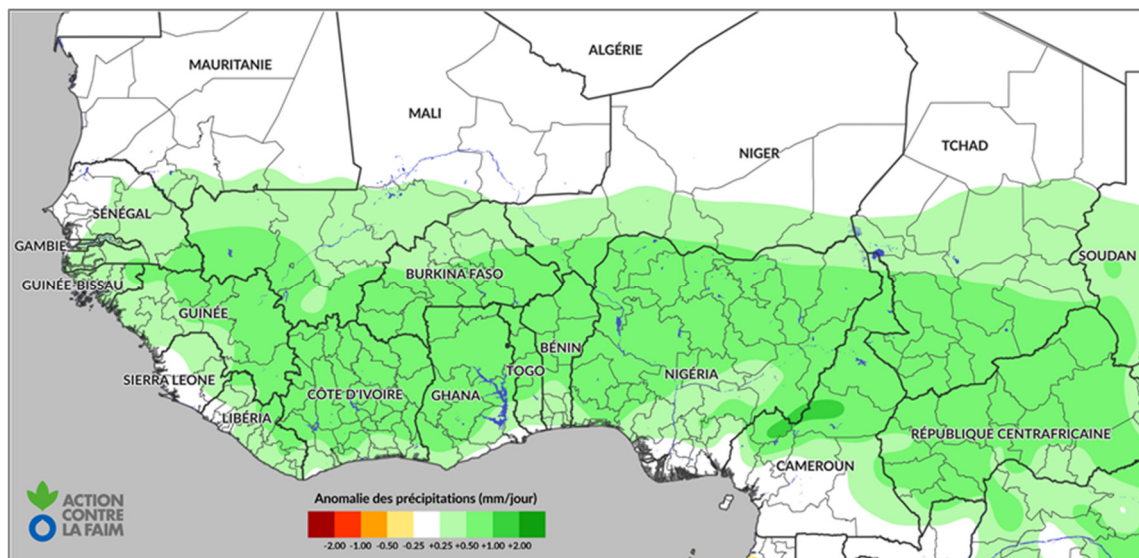 ALGÉRIE
MAURITANIE
MALI
NIGER
TCHAD
SÉNÉGAL
GAMBIE
SOUDAN
BURKINA FASO
GUINÉE-BISSAU
GUINÉE
BÉNIN
TOGO
NIGÉRIA
SIERRA LEONE
CÔTE D'IVOIRE
GHANA
LIBÉRIA
RÉPUBLIQUE CENTRAFRICAINE
CAMEROUN
ACTION
CONTRE
LA FAIM
Anomalie des précipitations (mm/jour)
-2.00 -1.00 -0.50 -0.25 +0.25 +0.50 +1.00 +2.00